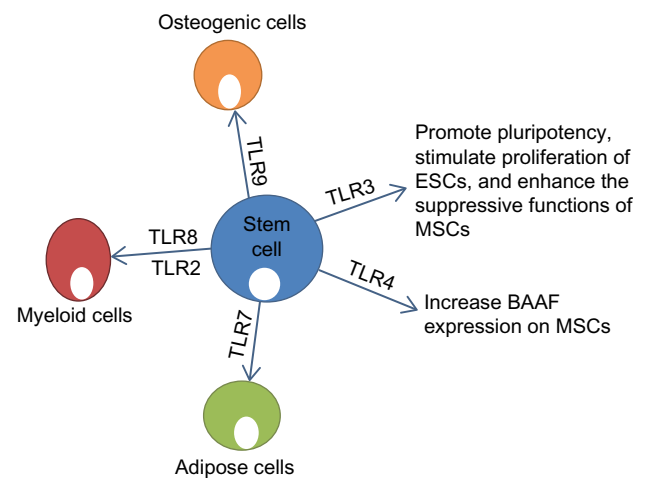 Osteogenic cells
TLR9
Promote pluripotency,
stimulate proliferation of
ESCs, and enhance the
suppressive functions of
MSCs
TLR3
Stem
cell
TLR8
TLR2
Myeloid cells
TLR4
Increase BAAF
expression on MSCs
TLR7
Adipose cells